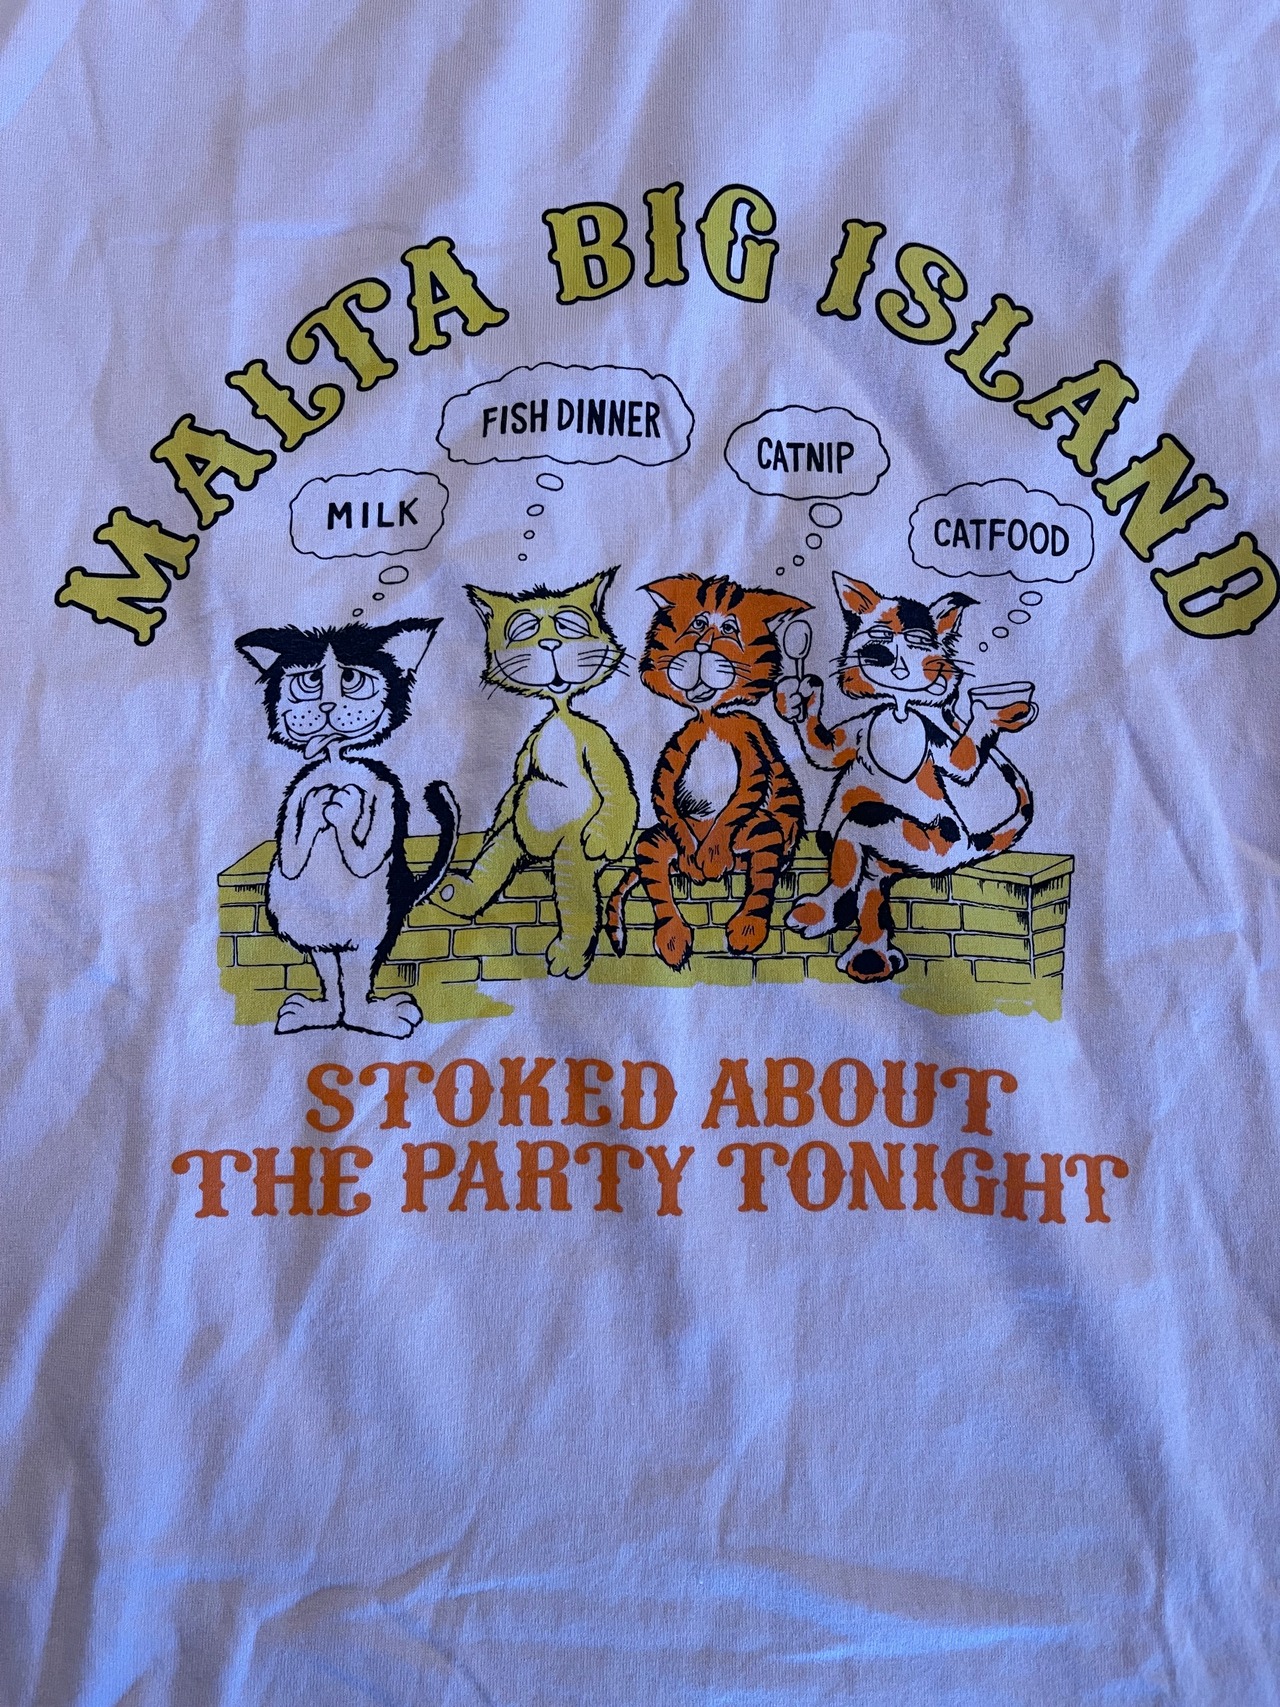 MALTA BIG ISLAND
FISH DINNER
CATNIP
MILK
CATFOOD
STOKED ABOUT
THE PARTY TONIGHT